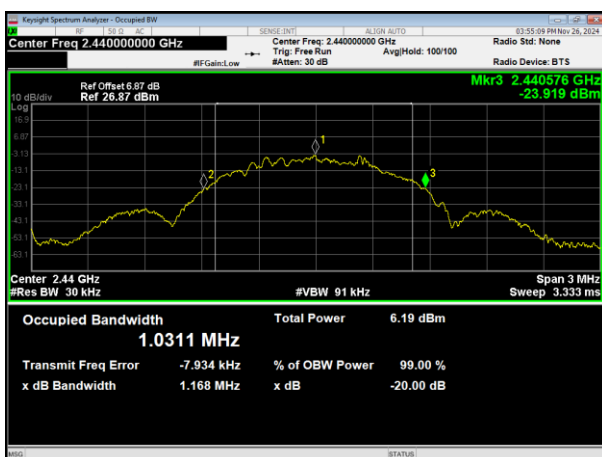 Keysight Spectrum Analyzer - Occupied BW
RF 50 Ω AC SENSE:INT ALIGN AUTO 03:55:09 PM Nov 26, 2024
Center Freq 2.440000000 GHz Center Freq: 2.440000000 GHz Radio Std: None
Trig: Free Run Avg|Hold: 100/100
#IFGain:Low #Atten: 30 dB Radio Device: BTS
Mkr3 2.440576 GHz
-23.919 dBm
Ref Offset 6.87 dB
10 dB/div Ref 26.87 dBm
Log
16.9
6.87
-3.13
-13.1
-23.1
-33.1
-43.1
-53.1
-63.1
1
2
3
Center 2.44 GHz Span 3 MHz
#Res BW 30 kHz #VBW 91 kHz Sweep 3.333 ms
Occupied Bandwidth Total Power 6.19 dBm
1.0311 MHz
Transmit Freq Error -7.934 kHz % of OBW Power 99.00 %
x dB Bandwidth 1.168 MHz x dB -20.00 dB
MSG STATUS